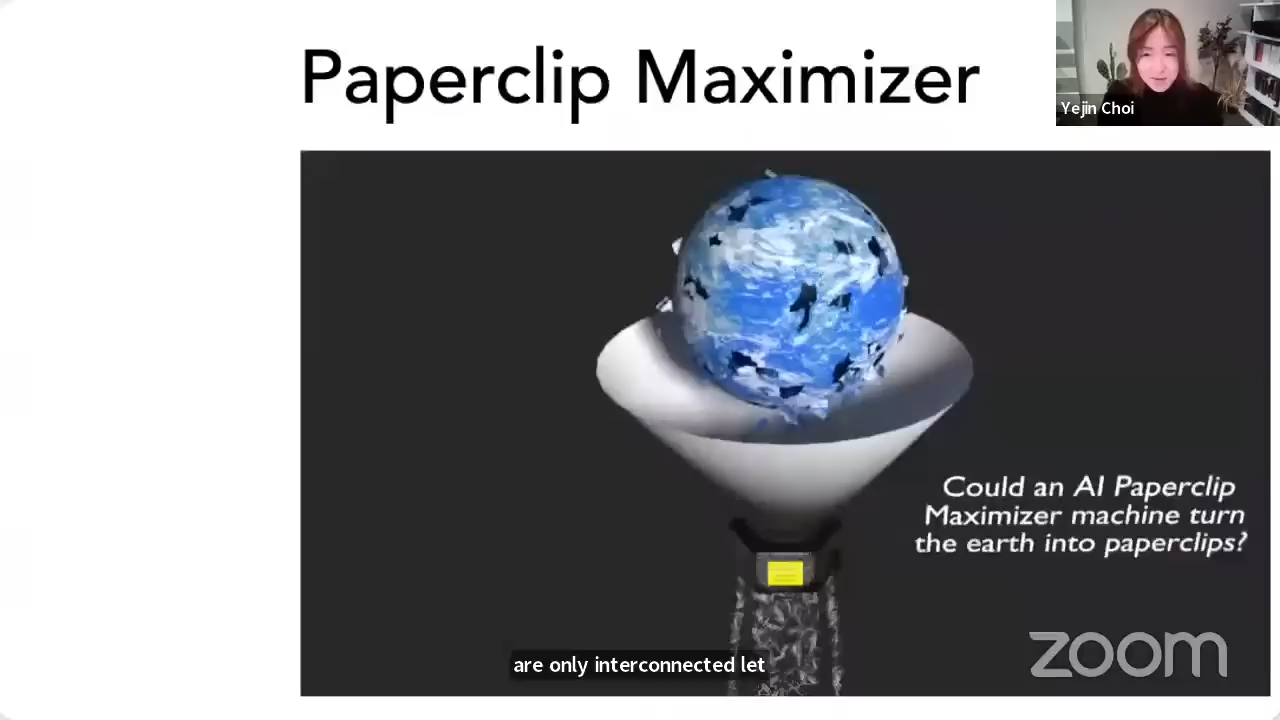 Paperclip Maximizer
Yejin Choi
Could an AI Paperclip
Maximizer machine turn
the earth into paperclips?
are only interconnected let
zoom